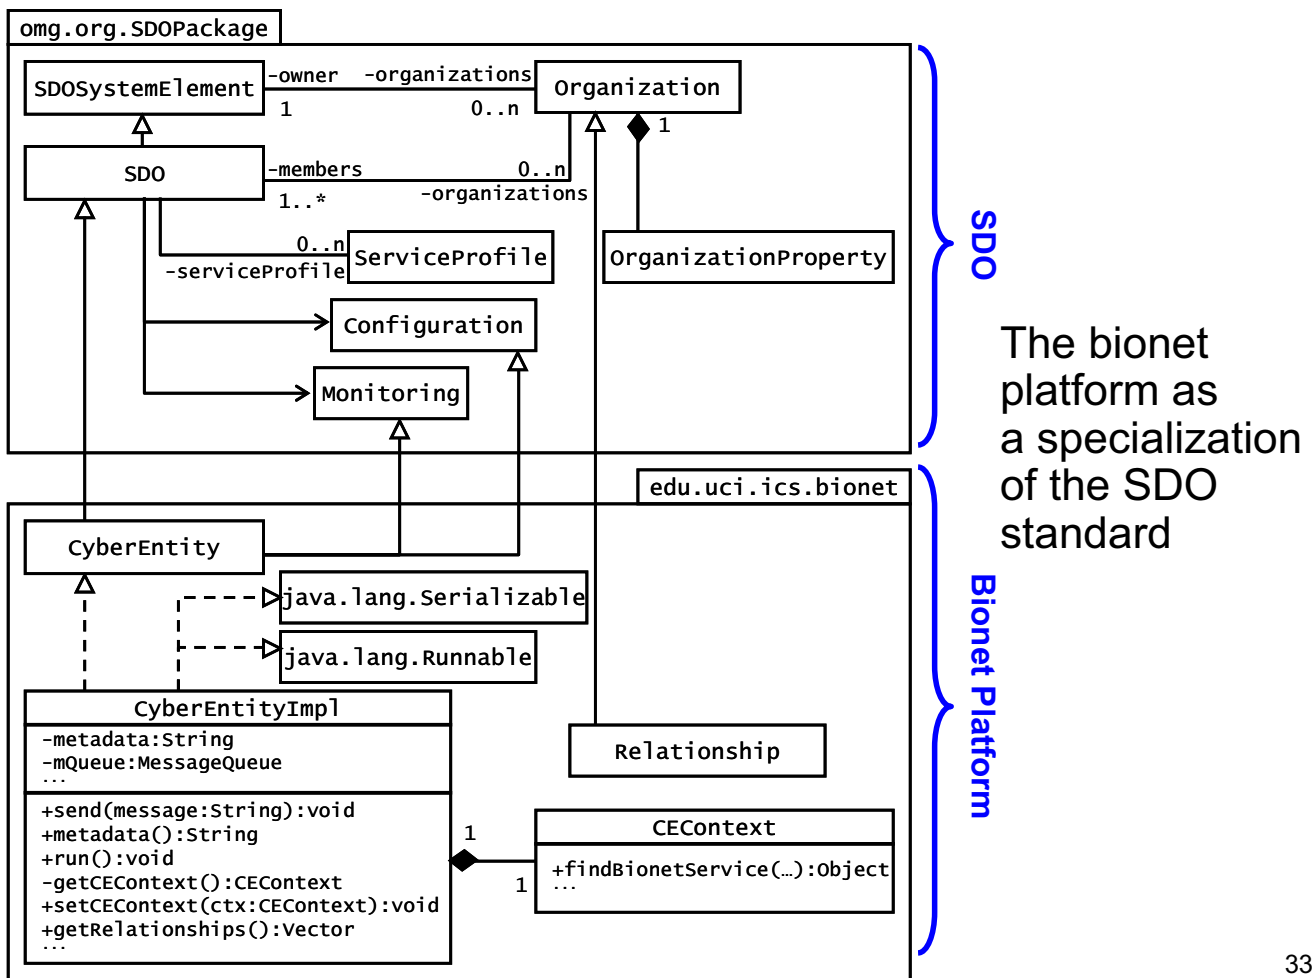 omg.org.SDOPackage
SDOSystemElement
-owner
-organizations
1
0..n
Organization
1
SDO
-members
0..n
1..*
-organizations
0..n
-serviceProfile
ServiceProfile
OrganizationProperty
Configuration
Monitoring
SDO
The bionet
platform as
a specialization
of the SDO
standard
edu.uci.ics.bionet
CyberEntity
java.lang.Serializable
java.lang.Runnable
CyberEntityImpl
-metadata:String
-mQueue:MessageQueue
...
+send(message:String):void
+metadata():String
+run():void
-getCEContext():CEContext
+setCEContext(ctx:CEContext):void
+getRelationships():Vector
...
Relationship
1
1
CEContext
+findBionetService(…):Object
...
Bionet Platform
33